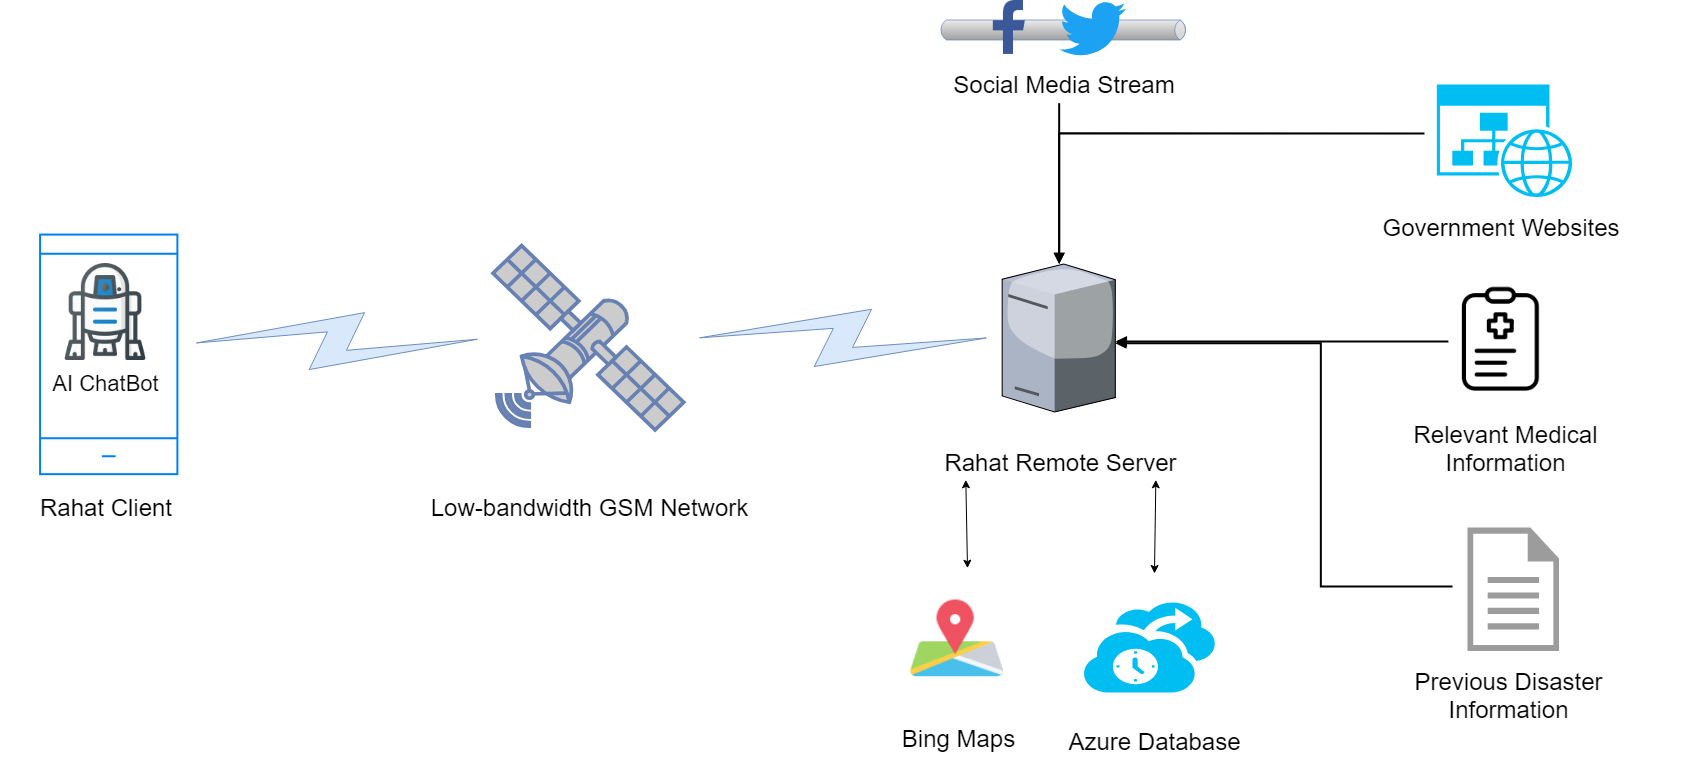 Social Media Stream
Government Websites
AI ChatBot
Relevant Medical
Information
Rahat Remote Server
Rahat Client
Low-bandwidth GSM Network
Previous Disaster
Information
Bing Maps
Azure Database